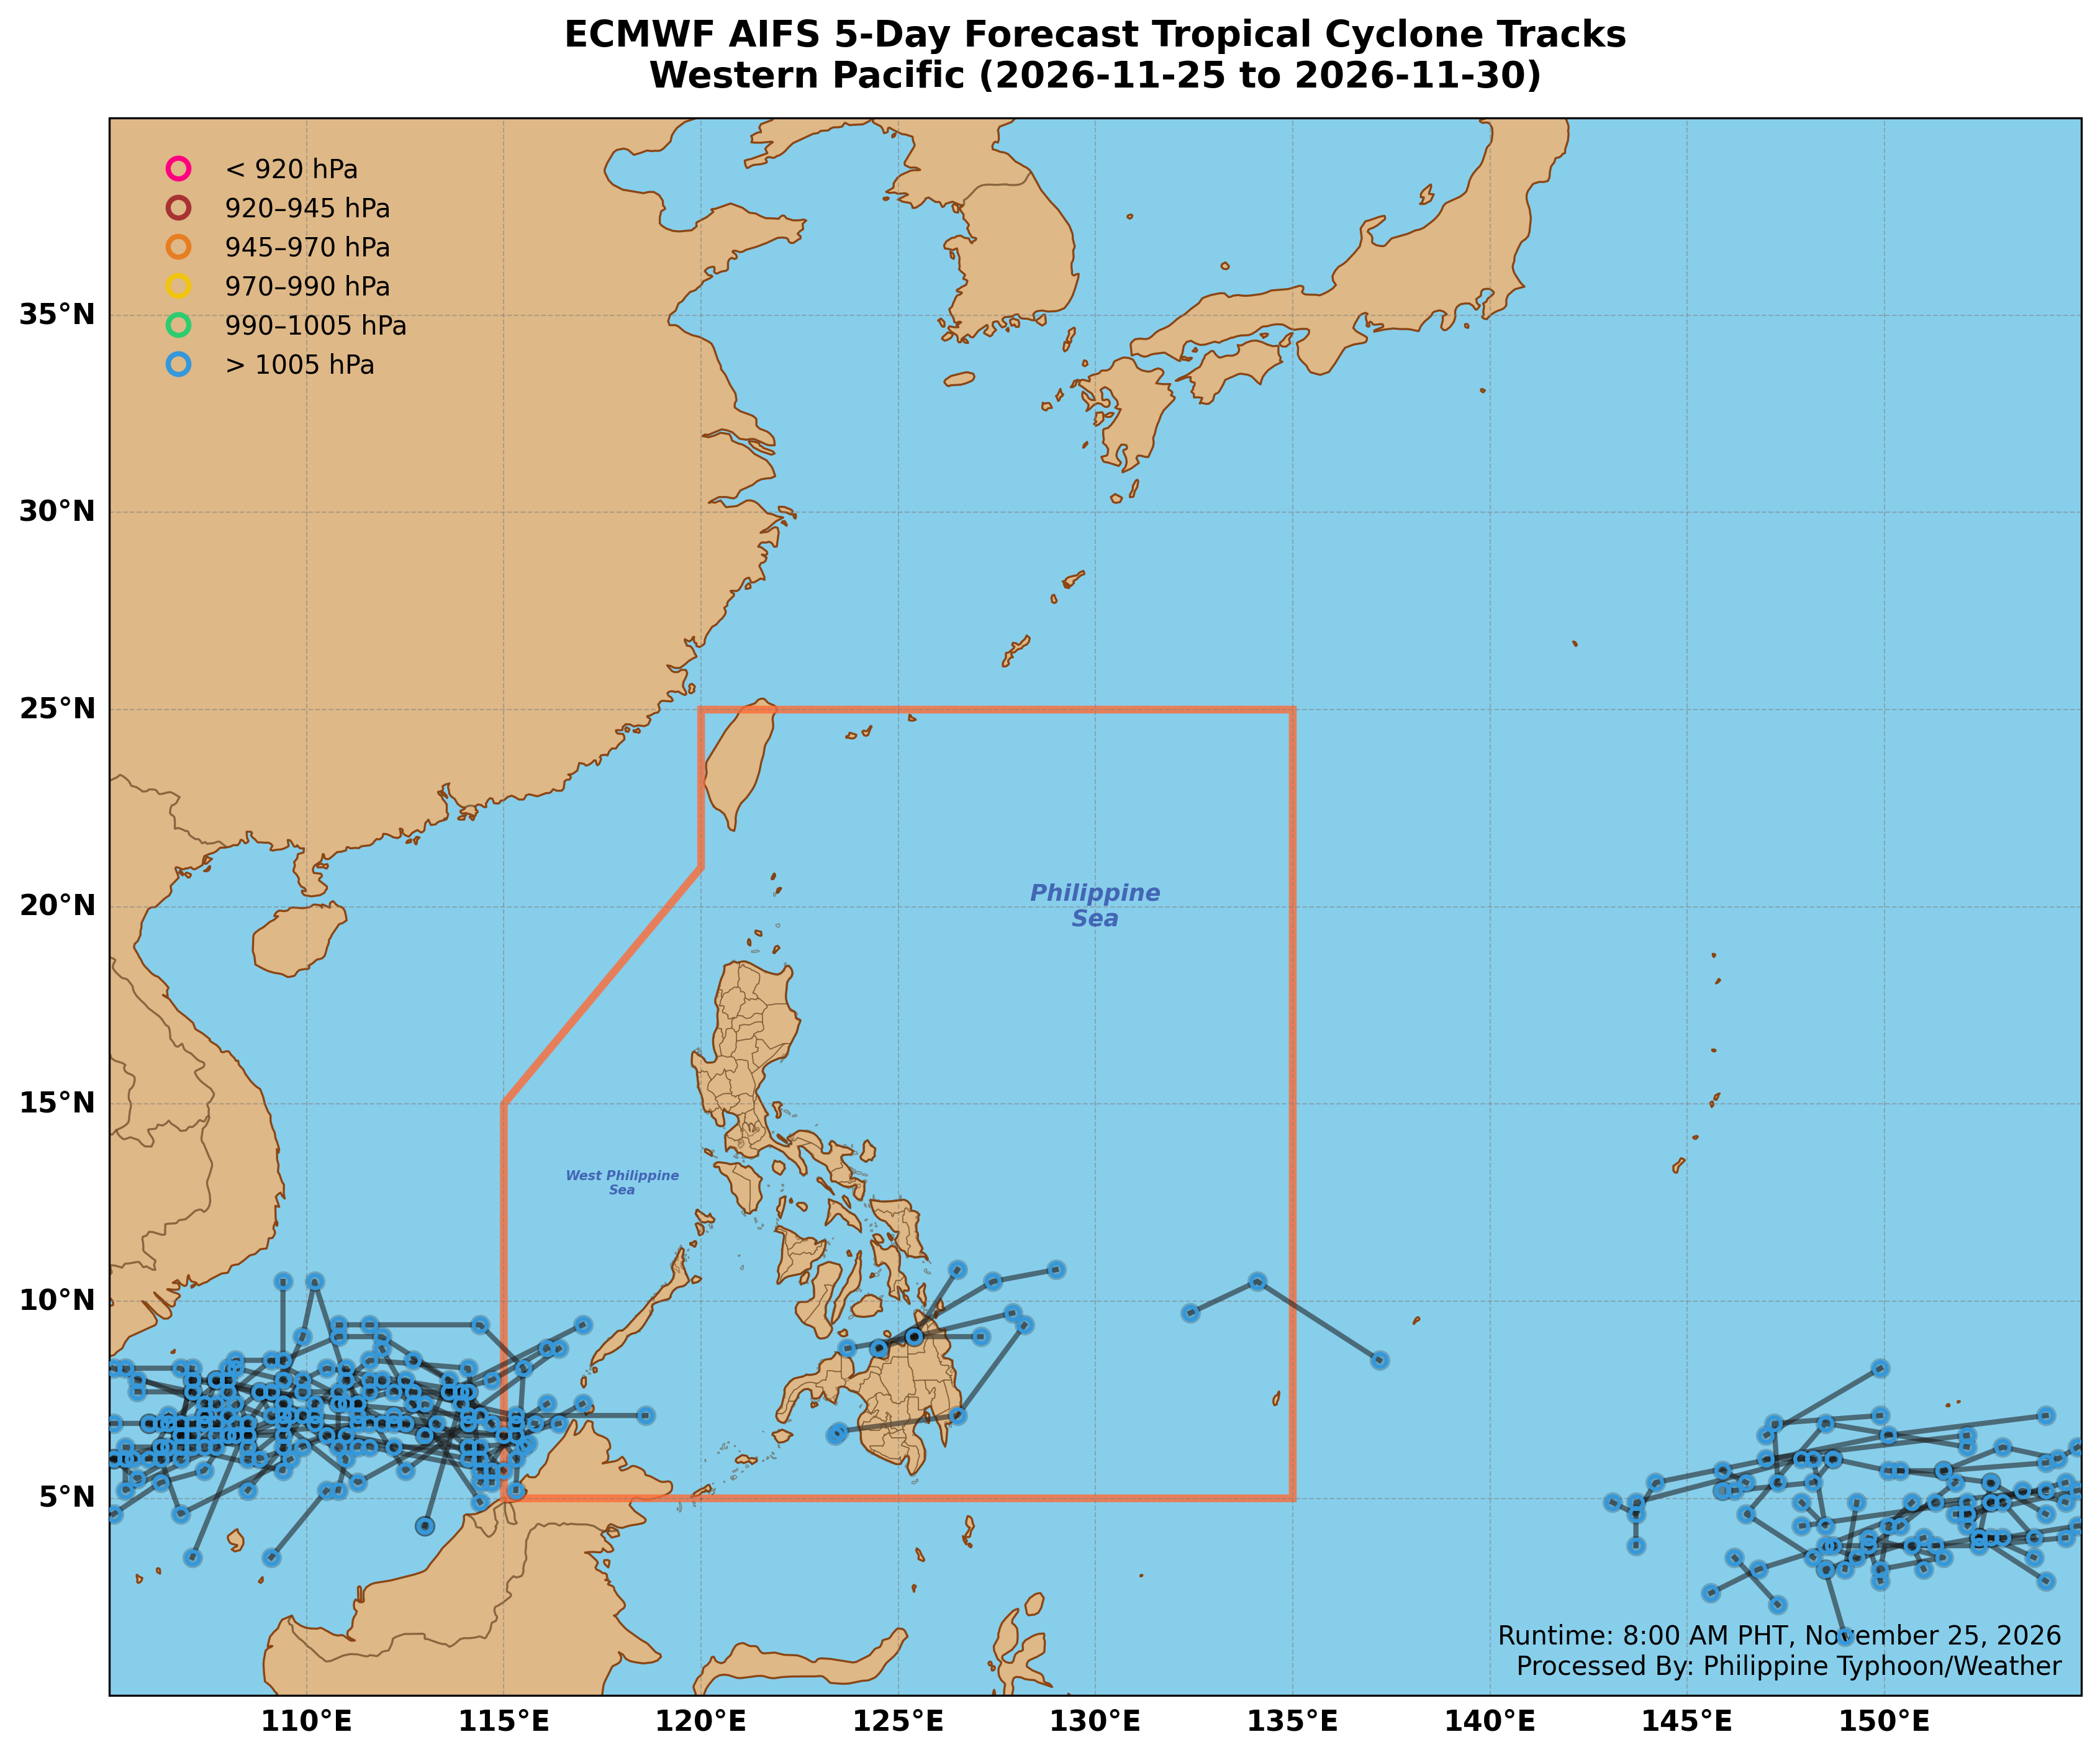 ECMWF AIFS 5-Day Forecast Tropical Cyclone Tracks
Western Pacific (2026-11-25 to 2026-11-30)
< 920 hPa
920–945 hPa
945–970 hPa
970–990 hPa
990–1005 hPa
> 1005 hPa
35°N
30°N
25°N
20°N
15°N
10°N
5°N
Philippine
Sea
West Philippine
Sea
Runtime: 8:00 AM PHT, November 25, 2026
Processed By: Philippine Typhoon/Weather
110°E
115°E
120°E
125°E
130°E
135°E
140°E
145°E
150°E